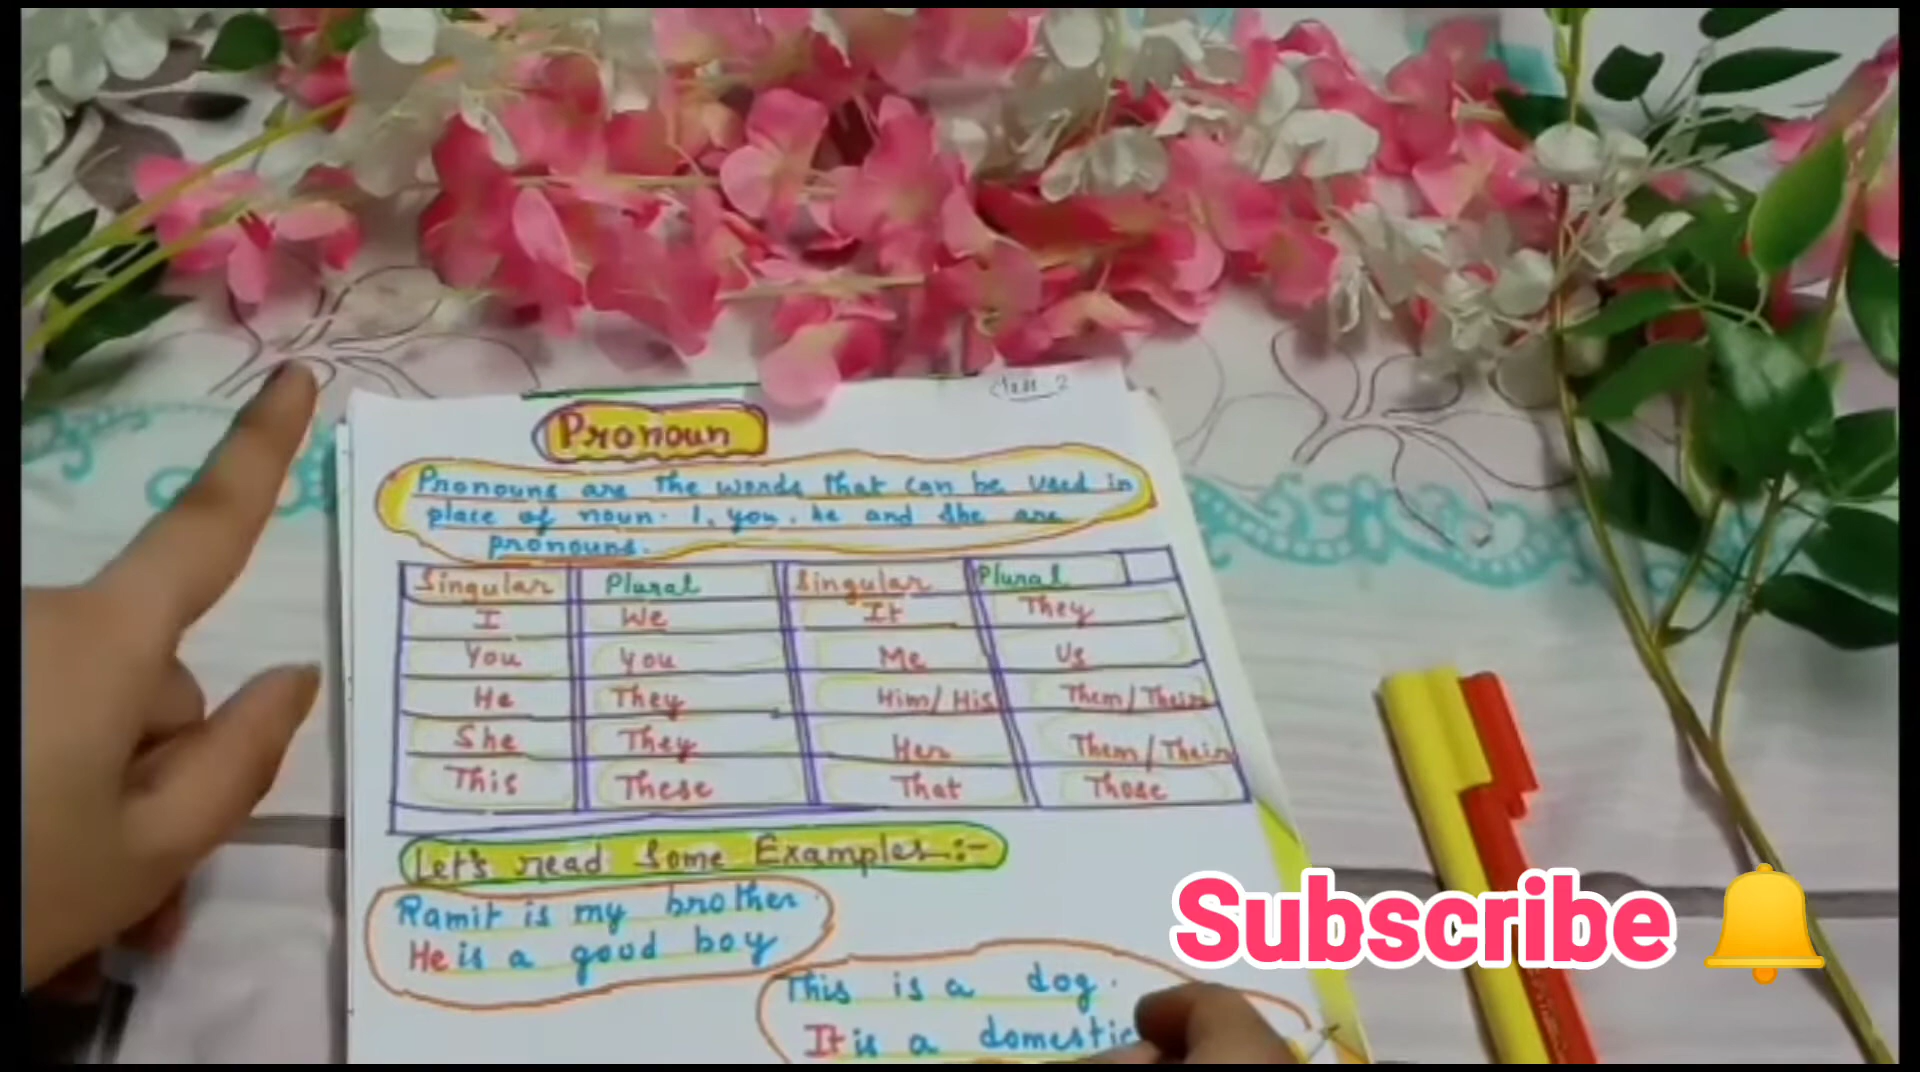 Class 2
Pronoun
Pronouns are the words that can be used in
place of noun. I, you, he and she are
pronouns.
Singular Plural Singular Plural
I We It They
You you Me Us
He They Him/His Them/Their
She They Her Them/Their
This These That Those
Let's read some Examples:-
Ramit is my brother.
He is a good boy
This is a dog.
It is a domestic
Subscribe